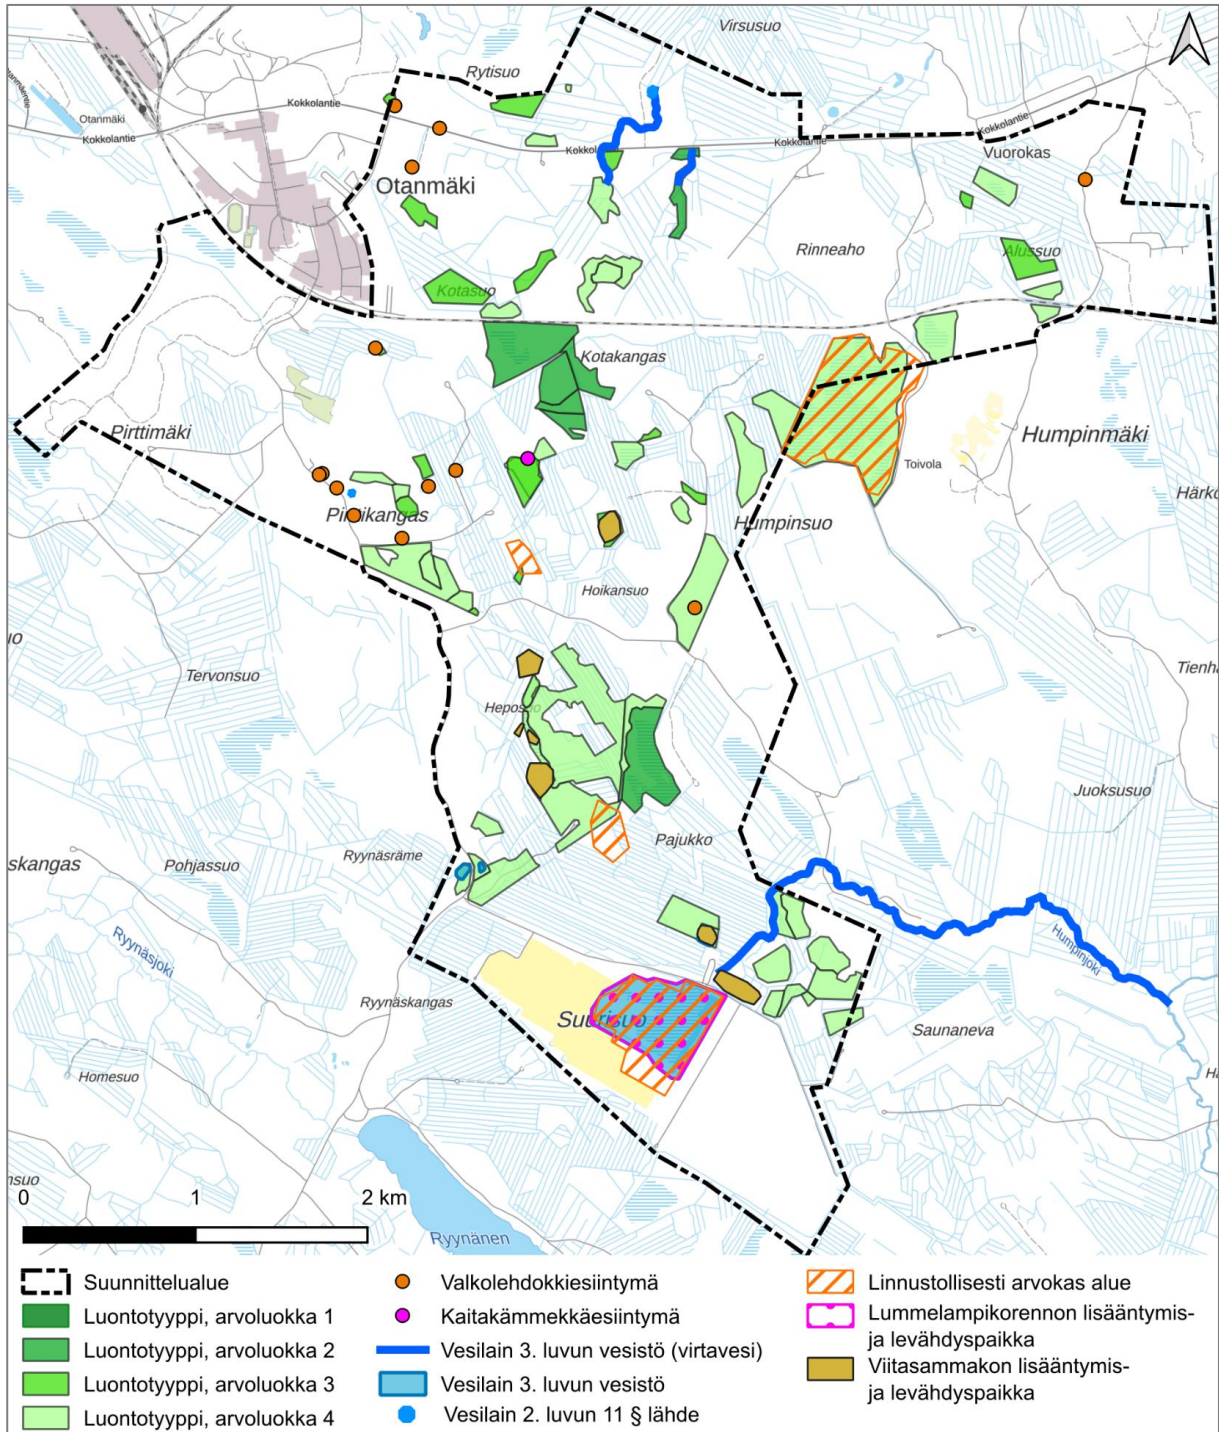 Virsusuo
Rytisuo
Kokkolantie
Otanmäki
Kokkolantie
Kokkolantie
Kokkolantie
Vuorokas
Otanmäki
Rinneaho
Alussuo
Kotasuo
Kotakangas
Pirttimäki
Humpinmäki
Toivola
Humpinsuo
Hoikansuo
Tervonsuo
Heposuo
Juoksusuo
Pajukko
Ryynäsräme
Pohjassuo
skangas
Ryynäsjoki
Humpinjoki
Ryynäskangas
Suurisuo
Saunaneva
Homesuo
nsuo
Ryynänen
0 1 2 km
Suunnittelualue
Luontotyyppi, arvoluokka 1
Luontotyyppi, arvoluokka 2
Luontotyyppi, arvoluokka 3
Luontotyyppi, arvoluokka 4
Valkolehdokkiesiintymä
Kaitakämmekkäesiintymä
Vesilain 3. luvun vesistö (virtavesi)
Vesilain 3. luvun vesistö
Vesilain 2. luvun 11 § lähde
Linnustollisesti arvokas alue
Lummelampikorennon lisääntymis-
ja levähdyspaikka
Viitasammakon lisääntymis-
ja levähdyspaikka